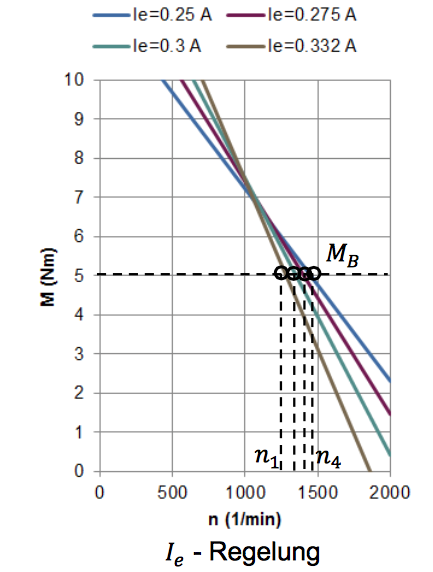 Ie=0.25 A Ie=0.275 A
Ie=0.3 A Ie=0.332 A
10
9
8
7
6
5
4
3
2
1
0
M (Nm)
M_B
n_1 n_4
0 500 1000 1500 2000
n (1/min)
I_e - Regelung